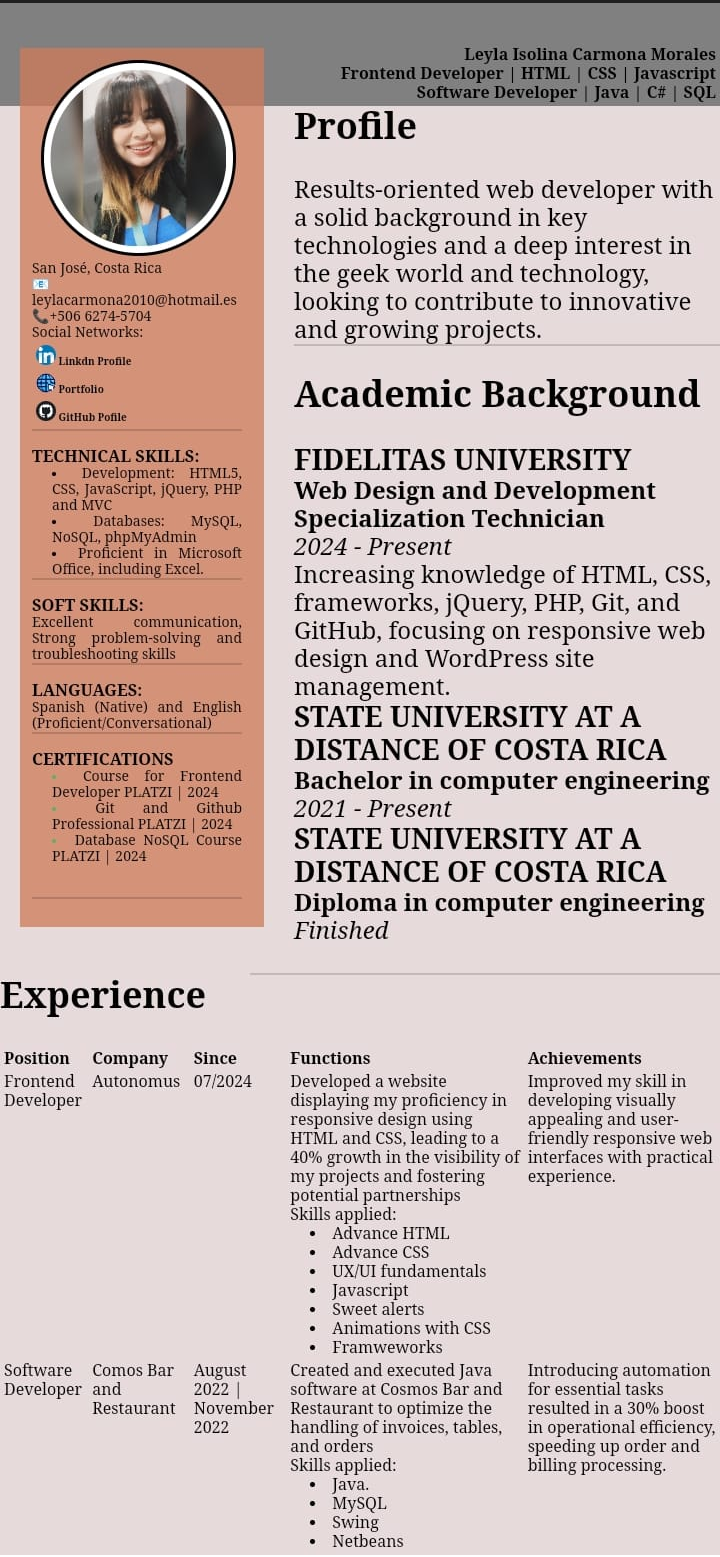 Leyla Isolina Carmona Morales
Frontend Developer | HTML | CSS | Javascript
Software Developer | Java | C# | SQL
San José, Costa Rica
📧
leylacarmona2010@hotmail.es
📞+506 6274-5704
Social Networks:
Linkdn Profile
Portfolio
GitHub Pofile
TECHNICAL SKILLS:
• Development: HTML5,
CSS, JavaScript, jQuery, PHP
and MVC
• Databases: MySQL,
NoSQL, phpMyAdmin
• Proficient in Microsoft
Office, including Excel.
SOFT SKILLS:
Excellent communication,
Strong problem-solving and
troubleshooting skills
LANGUAGES:
Spanish (Native) and English
(Proficient/Conversational)
CERTIFICATIONS
• Course for Frontend
Developer PLATZI | 2024
• Git and Github
Professional PLATZI | 2024
• Database NoSQL Course
PLATZI | 2024
Profile
Results-oriented web developer with
a solid background in key
technologies and a deep interest in
the geek world and technology,
looking to contribute to innovative
and growing projects.
Academic Background
FIDELITAS UNIVERSITY
Web Design and Development
Specialization Technician
2024 - Present
Increasing knowledge of HTML, CSS,
frameworks, jQuery, PHP, Git, and
GitHub, focusing on responsive web
design and WordPress site
management.
STATE UNIVERSITY AT A
DISTANCE OF COSTA RICA
Bachelor in computer engineering
2021 - Present
STATE UNIVERSITY AT A
DISTANCE OF COSTA RICA
Diploma in computer engineering
Finished
Experience
Position Company Since Functions Achievements
Frontend
Developer
Autonomus
07/2024
Developed a website
displaying my proficiency in
responsive design using
HTML and CSS, leading to a
40% growth in the visibility of
my projects and fostering
potential partnerships
Skills applied:
• Advance HTML
• Advance CSS
• UX/UI fundamentals
• Javascript
• Sweet alerts
• Animations with CSS
• Framweworks
Improved my skill in
developing visually
appealing and user-
friendly responsive web
interfaces with practical
experience.
Software
Developer
Comos Bar
and
Restaurant
August
2022 |
November
2022
Created and executed Java
software at Cosmos Bar and
Restaurant to optimize the
handling of invoices, tables,
and orders
Skills applied:
• Java.
• MySQL
• Swing
• Netbeans
Introducing automation
for essential tasks
resulted in a 30% boost
in operational efficiency,
speeding up order and
billing processing.